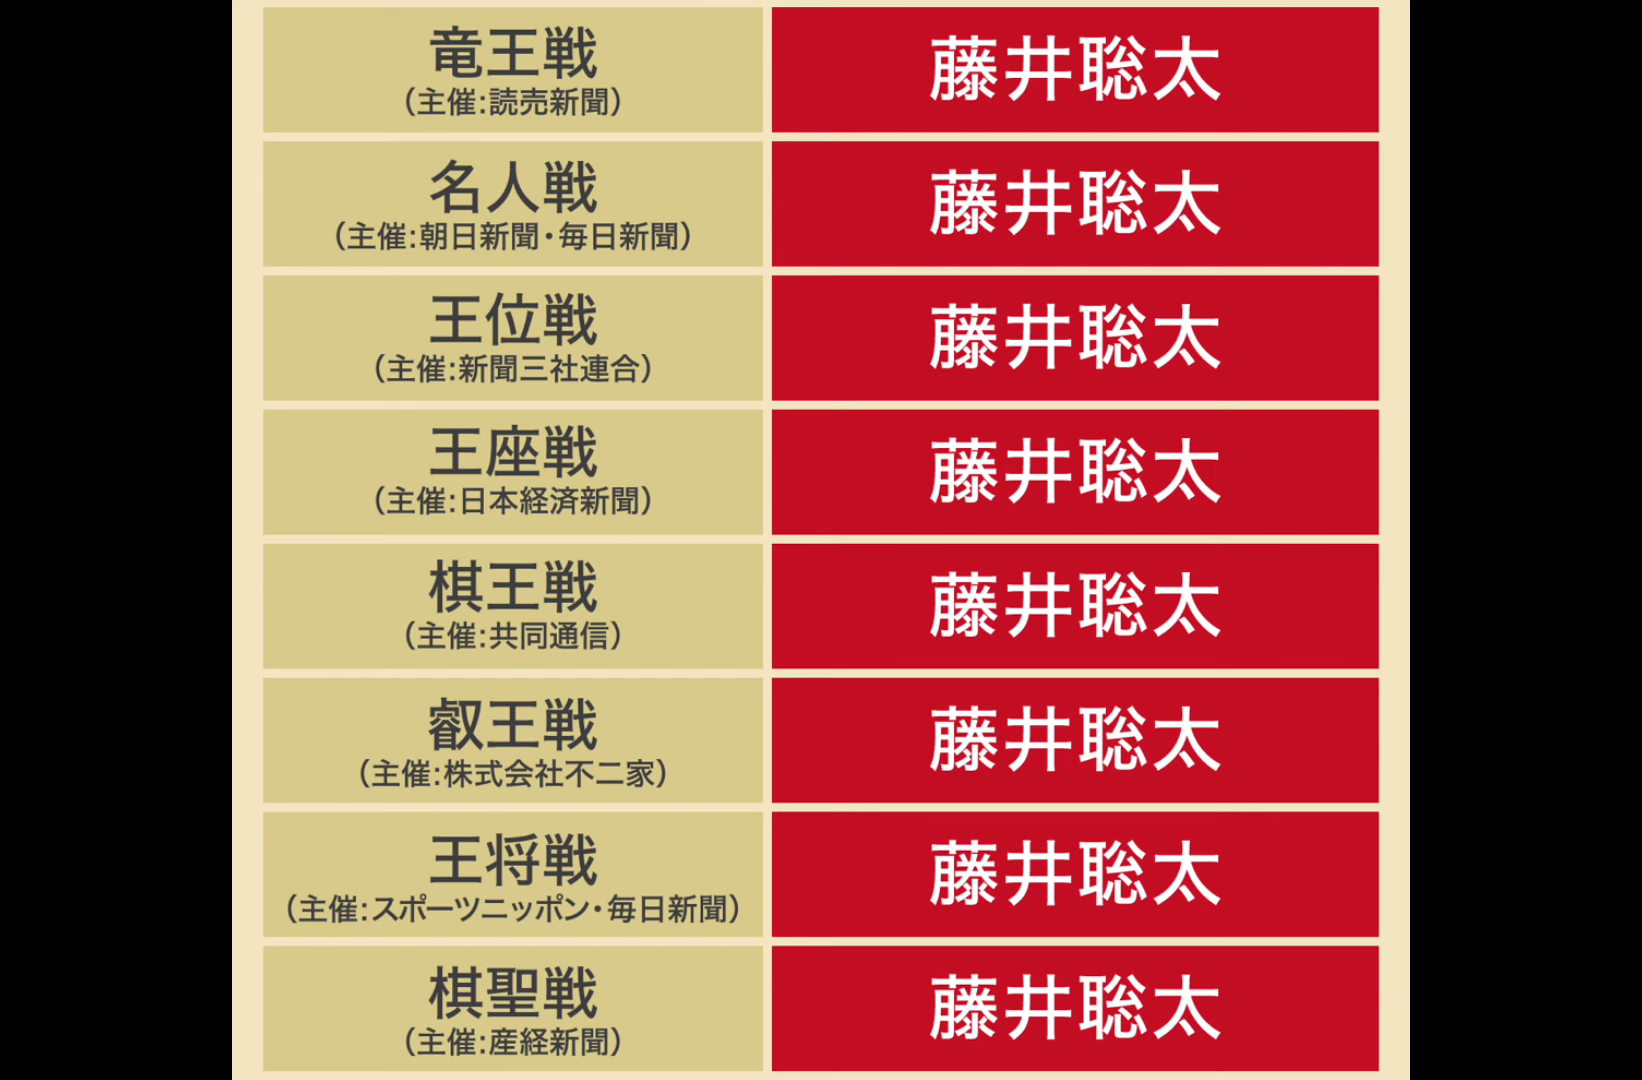 竜王戦
(主催:読売新聞)
藤井聡太
名人戦
(主催:朝日新聞・毎日新聞)
藤井聡太
王位戦
(主催:新聞三社連合)
藤井聡太
王座戦
(主催:日本経済新聞)
藤井聡太
棋王戦
(主催:共同通信)
藤井聡太
叡王戦
(主催:株式会社不二家)
藤井聡太
王将戦
(主催:スポーツニッポン・毎日新聞)
藤井聡太
棋聖戦
(主催:産経新聞)
藤井聡太